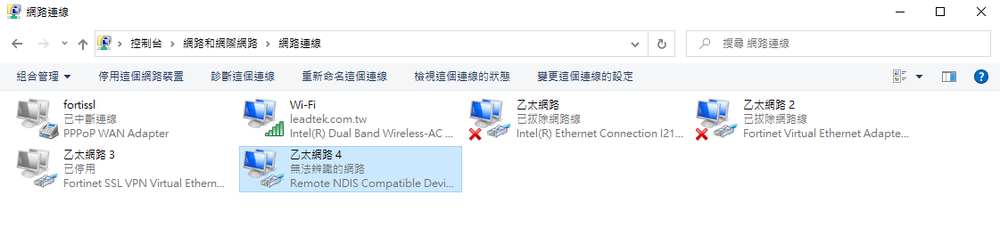 網路連線
控制台 › 網路和網際網路 › 網路連線
搜尋 網路連線
組合管理 停用這個網路裝置 診斷這個連線 重新命名這個連線 檢視這個連線的狀態 變更這個連線的設定
fortissl
已中斷連線
PPPoP WAN Adapter
Wi-Fi
leadtek.com.tw
Intel(R) Dual Band Wireless-AC ...
乙太網路
已拔除網路線
Intel(R) Ethernet Connection I21...
乙太網路 2
已拔除網路線
Fortinet Virtual Ethernet Adapte...
乙太網路 3
已停用
Fortinet SSL VPN Virtual Ethern...
乙太網路 4
無法辨識的網路
Remote NDIS Compatible Devi...